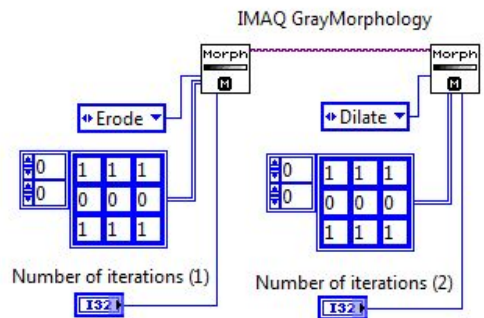 IMAQ GrayMorphology
Morph
M
Morph
M
Erode
Dilate
0
0
1 1 1
0 0 0
1 1 1
0
0
1 1 1
0 0 0
1 1 1
Number of iterations (1)
Number of iterations (2)
I32
I32